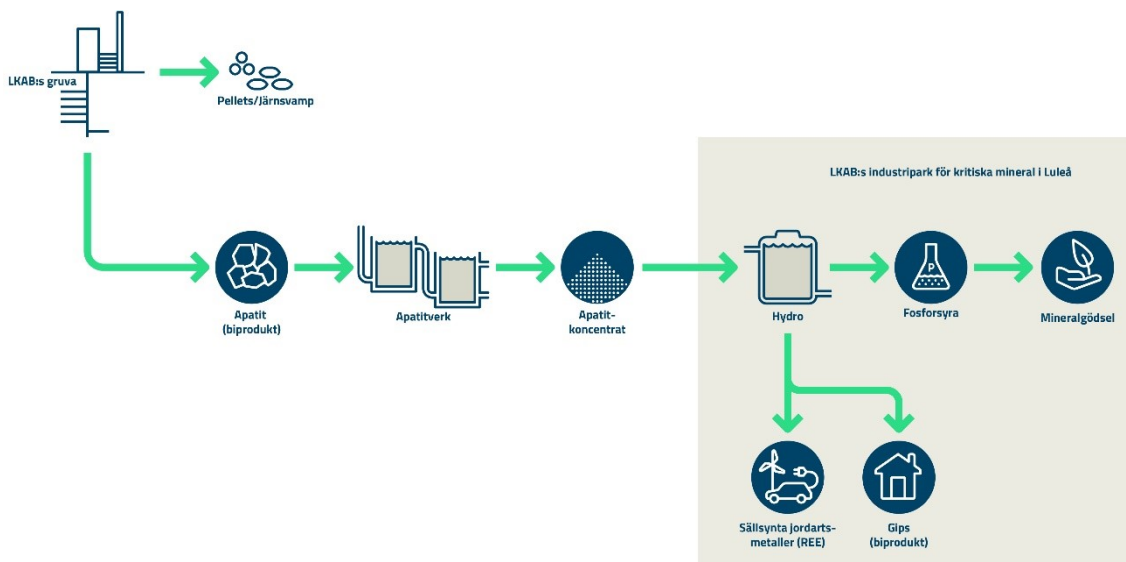 LKAB:s gruva
Pellets/Järnsvamp
LKAB:s industripark för kritiska mineral i Luleå
Apatit
(biprodukt)
Apatitverk
Apatit-
koncentrat
Hydro
P
Fosforsyra
Mineralgödsel
Sällsynta jordarts-
metaller (REE)
Gips
(biprodukt)